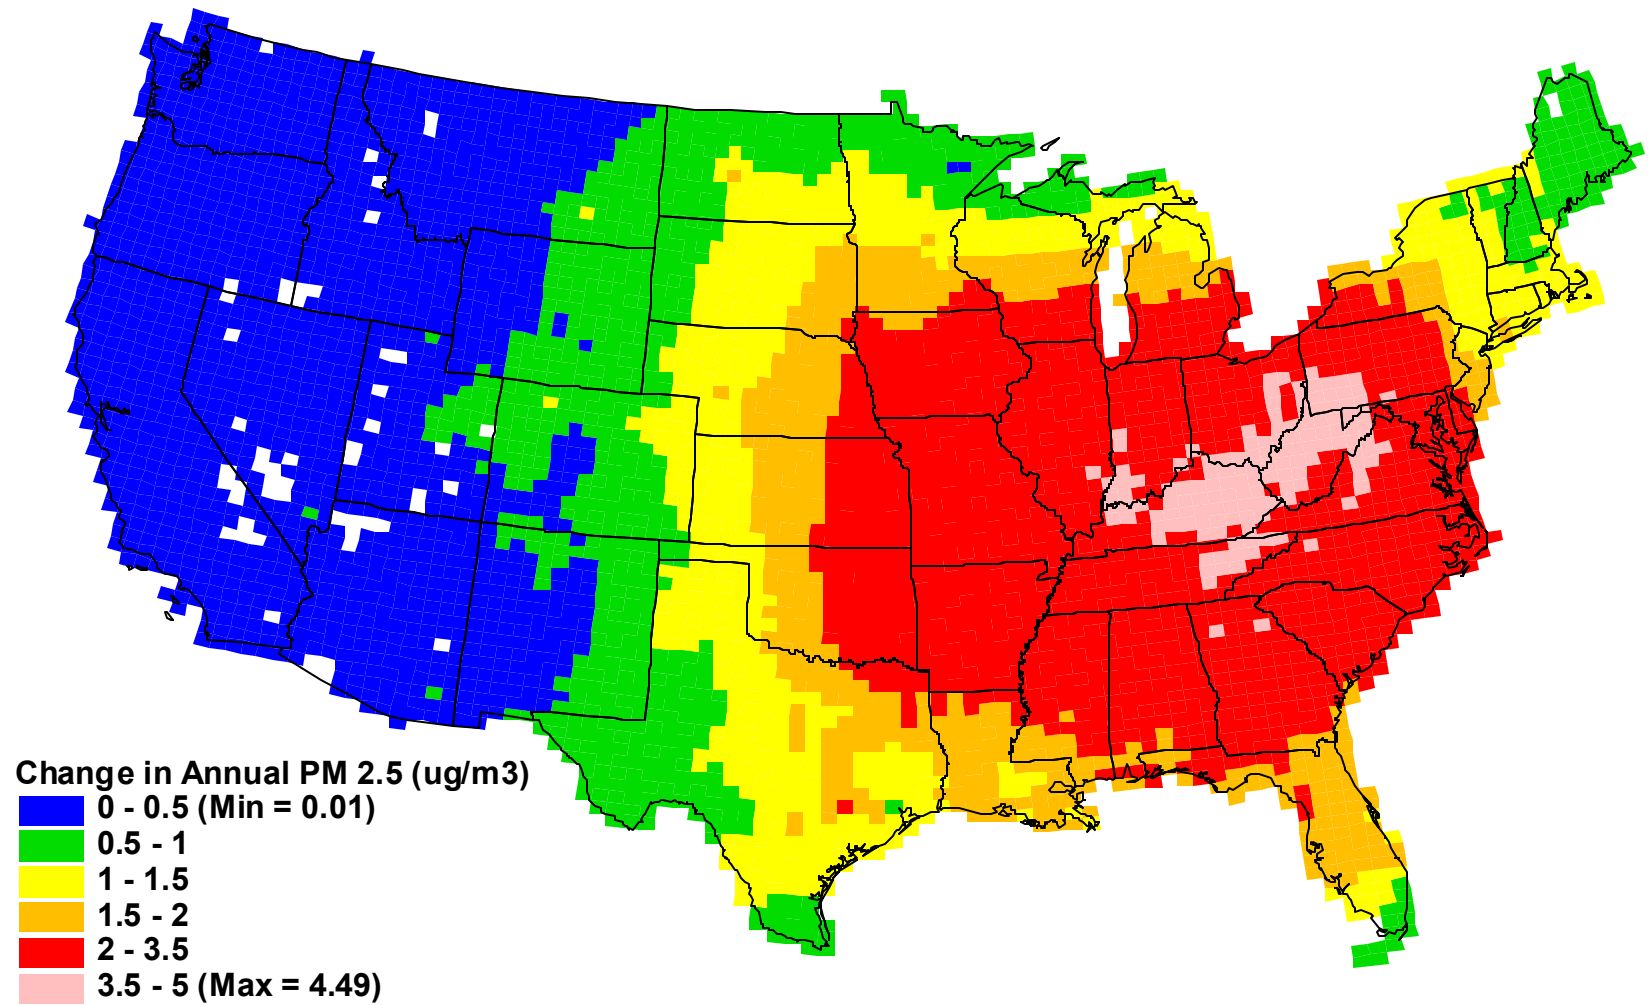 Change in Annual PM 2.5 (ug/m3)
0 - 0.5 (Min = 0.01)
0.5 - 1
1 - 1.5
1.5 - 2
2 - 3.5
3.5 - 5 (Max = 4.49)